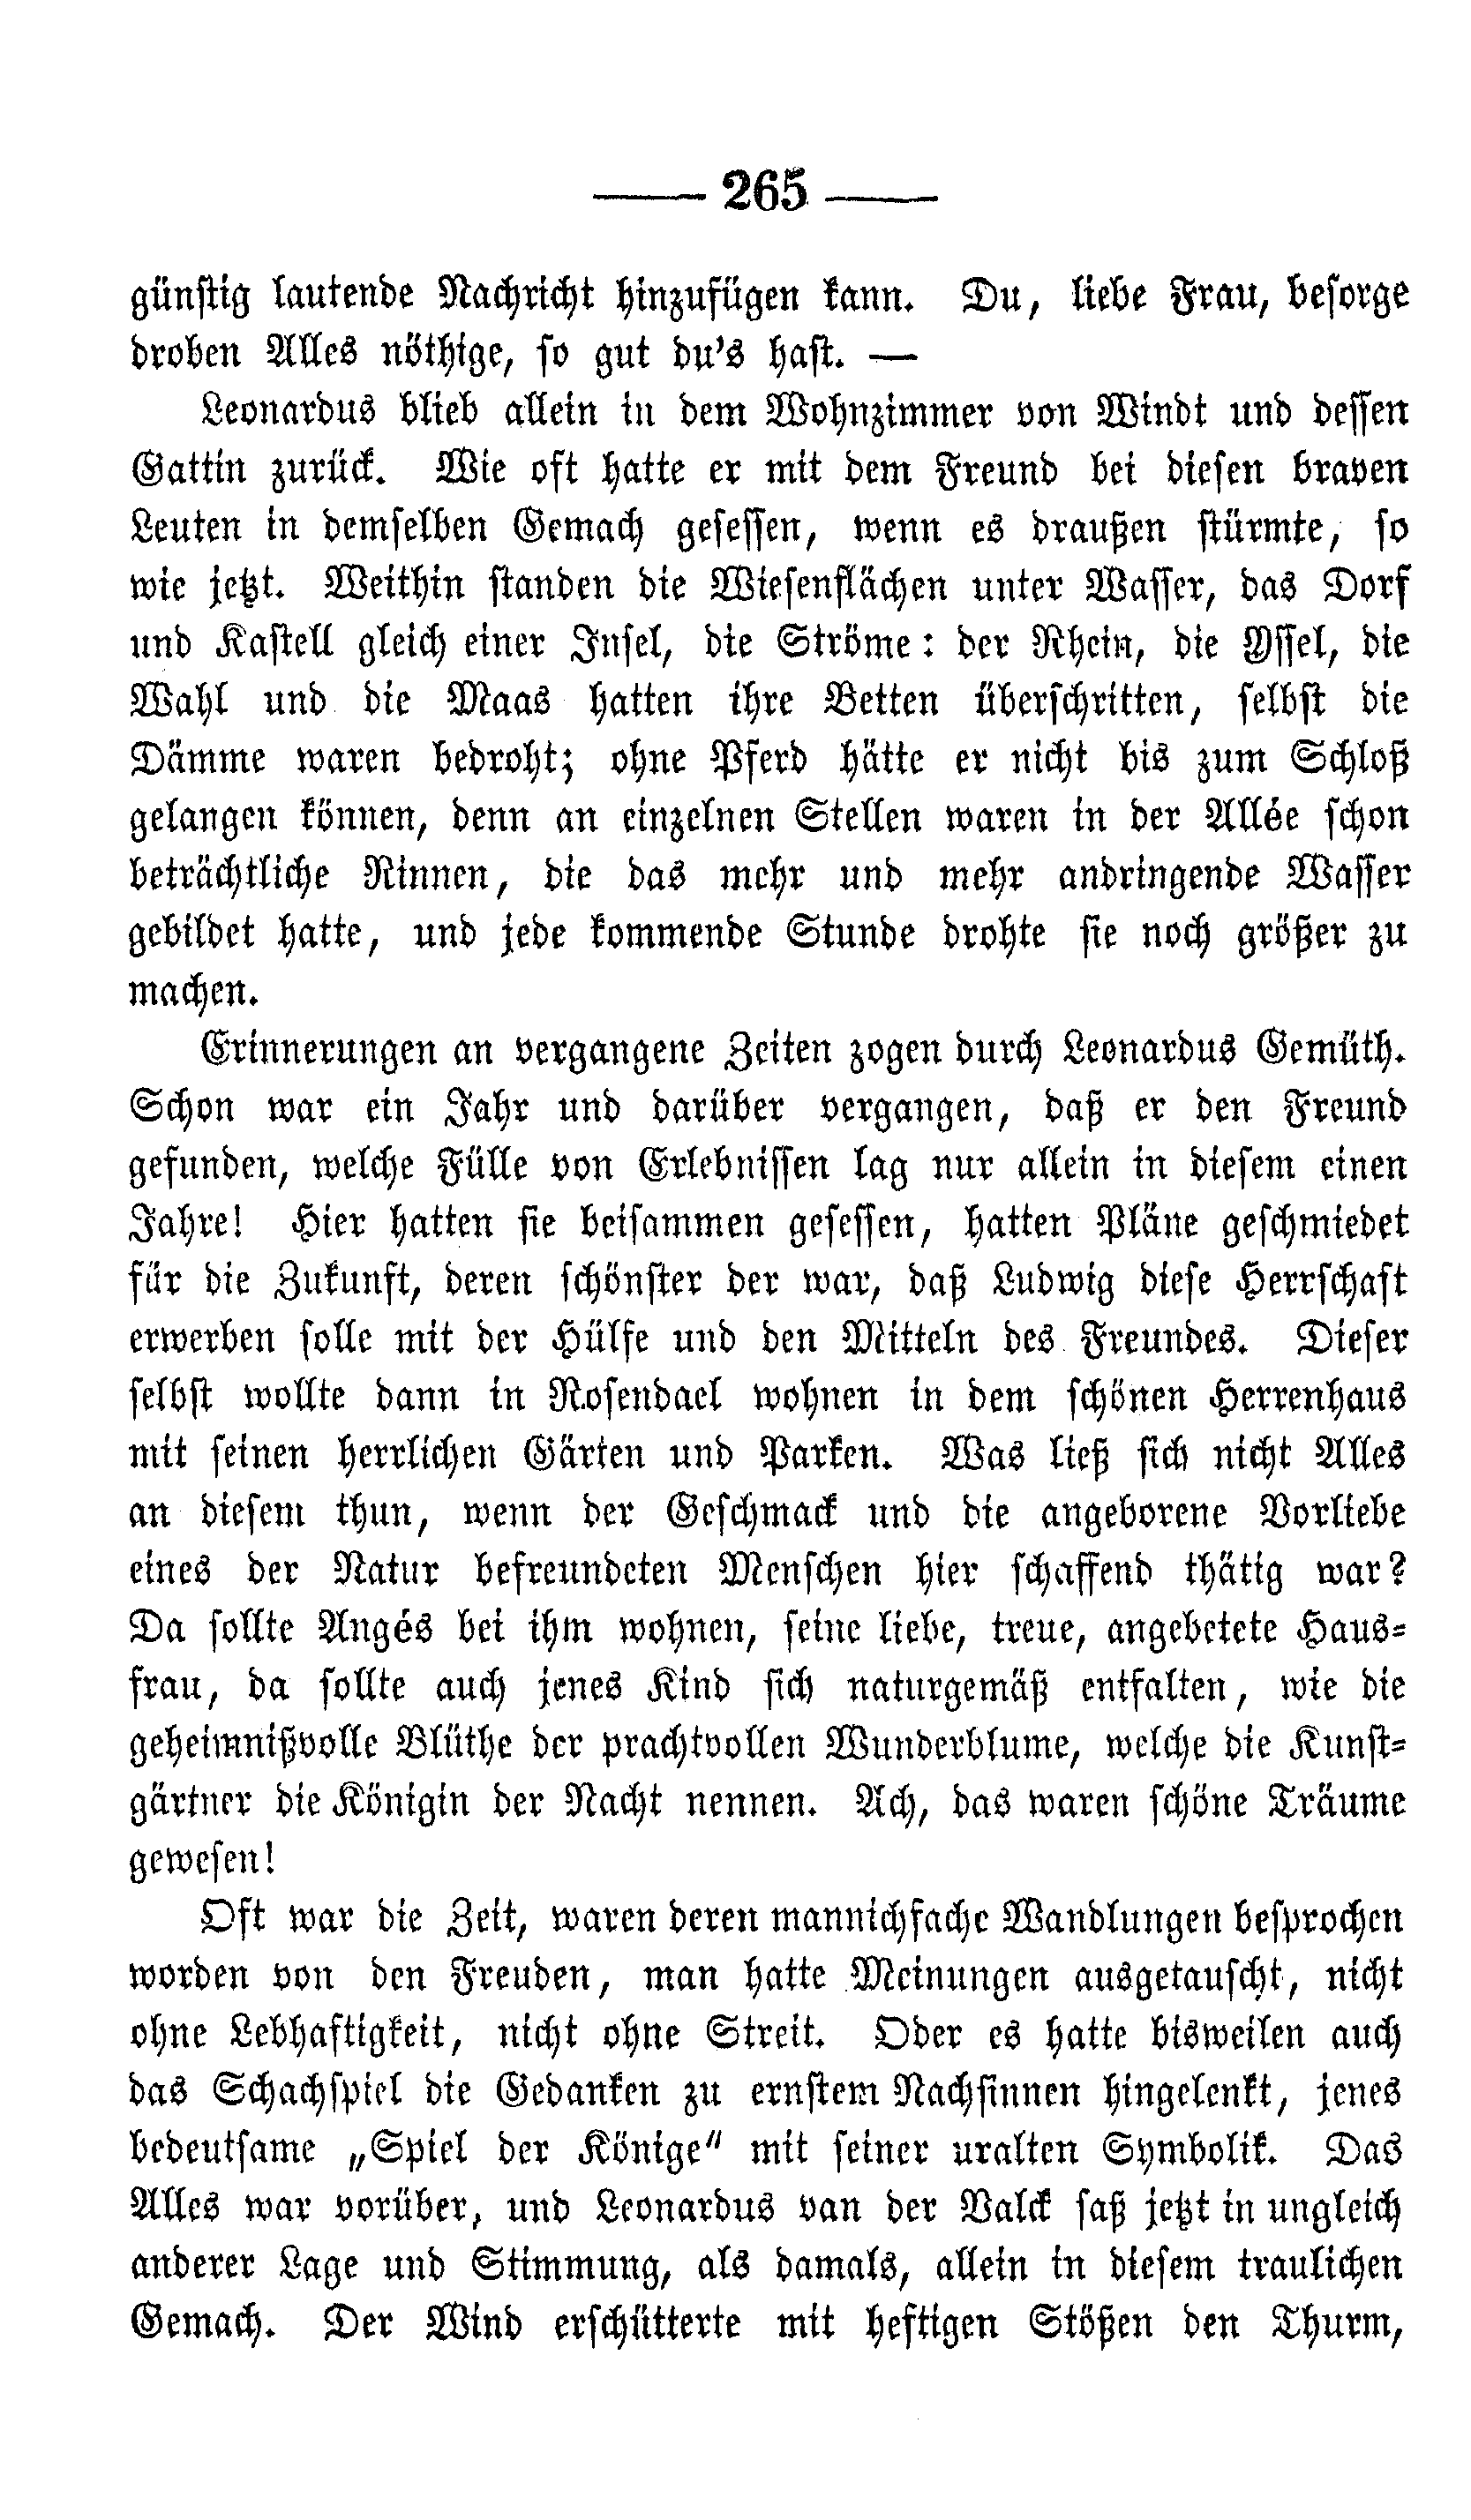 — 265 —
günstig lautende Nachricht hinzufügen kann. Du, liebe Frau, besorge
droben Alles nöthige, so gut du's hast. —
Leonardus blieb allein in dem Wohnzimmer von Windt und dessen
Gattin zurück. Wie oft hatte er mit dem Freund bei diesen braven
Leuten in demselben Gemach gesessen, wenn es draußen stürmte, so
wie jetzt. Weithin standen die Wiesenflächen unter Wasser, das Dorf
und Kastell gleich einer Insel, die Ströme: der Rhein, die Yssel, die
Wahl und die Maas hatten ihre Betten überschritten, selbst die
Dämme waren bedroht; ohne Pferd hätte er nicht bis zum Schloß
gelangen können, denn an einzelnen Stellen waren in der Allée schon
beträchtliche Rinnen, die das mehr und mehr andringende Wasser
gebildet hatte, und jede kommende Stunde drohte sie noch größer zu
machen.
Erinnerungen an vergangene Zeiten zogen durch Leonardus Gemüth.
Schon war ein Jahr und darüber vergangen, daß er den Freund
gefunden, welche Fülle von Erlebnissen lag nur allein in diesem einen
Jahre! Hier hatten sie beisammen gesessen, hatten Pläne geschmiedet
für die Zukunft, deren schönster der war, daß Ludwig diese Herrschaft
erwerben solle mit der Hülfe und den Mitteln des Freundes. Dieser
selbst wollte dann in Rosendael wohnen in dem schönen Herrenhaus
mit seinen herrlichen Gärten und Parken. Was ließ sich nicht Alles
an diesem thun, wenn der Geschmack und die angeborene Vorliebe
eines der Natur befreundeten Menschen hier schaffend thätig war?
Da sollte Angés bei ihm wohnen, seine liebe, treue, angebetete Haus-
frau, da sollte auch jenes Kind sich naturgemäß entfalten, wie die
geheimnißvolle Blüthe der prachtvollen Wunderblume, welche die Kunst-
gärtner die Königin der Nacht nennen. Ach, das waren schöne Träume
gewesen!
Oft war die Zeit, waren deren mannichfache Wandlungen besprochen
worden von den Freuden, man hatte Meinungen ausgetauscht, nicht
ohne Lebhaftigkeit, nicht ohne Streit. Oder es hatte bisweilen auch
das Schachspiel die Gedanken zu ernstem Nachsinnen hingelenkt, jenes
bedeutsame „Spiel der Könige" mit seiner uralten Symbolik. Das
Alles war vorüber, und Leonardus van der Valck saß jetzt in ungleich
anderer Lage und Stimmung, als damals, allein in diesem traulichen
Gemach. Der Wind erschütterte mit heftigen Stößen den Thurm,